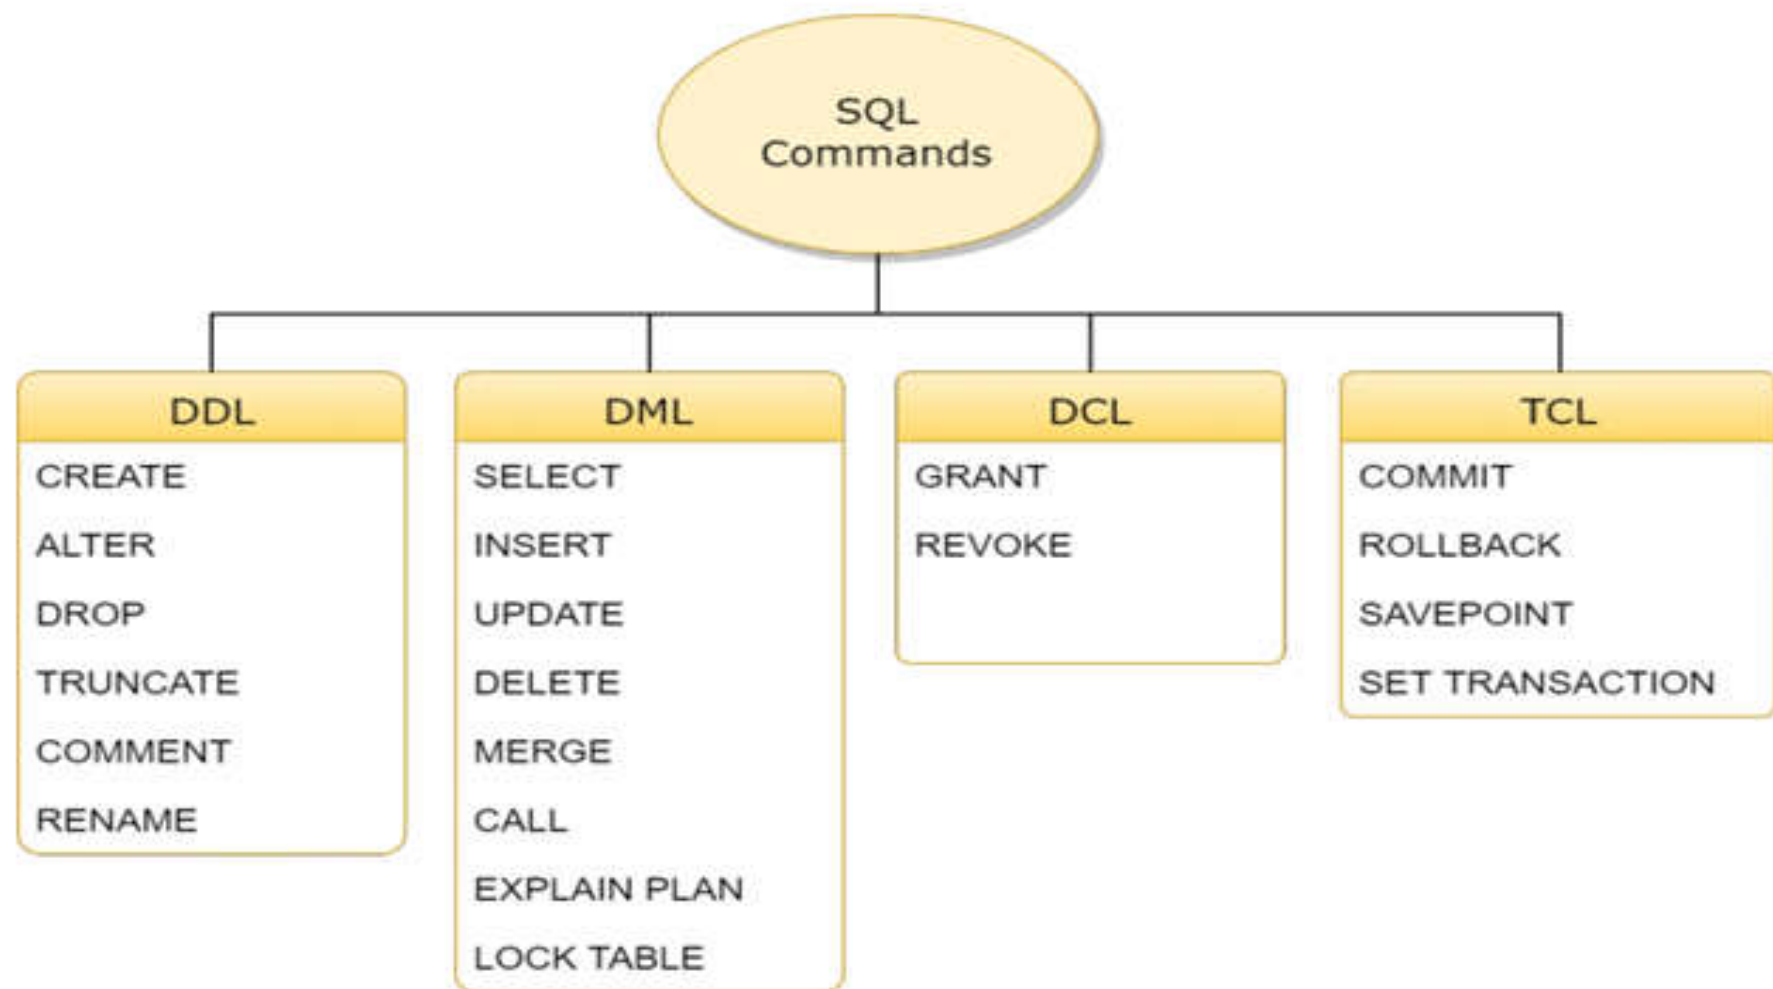 SQL
Commands
DDL
CREATE
ALTER
DROP
TRUNCATE
COMMENT
RENAME
DML
SELECT
INSERT
UPDATE
DELETE
MERGE
CALL
EXPLAIN PLAN
LOCK TABLE
DCL
GRANT
REVOKE
TCL
COMMIT
ROLLBACK
SAVEPOINT
SET TRANSACTION